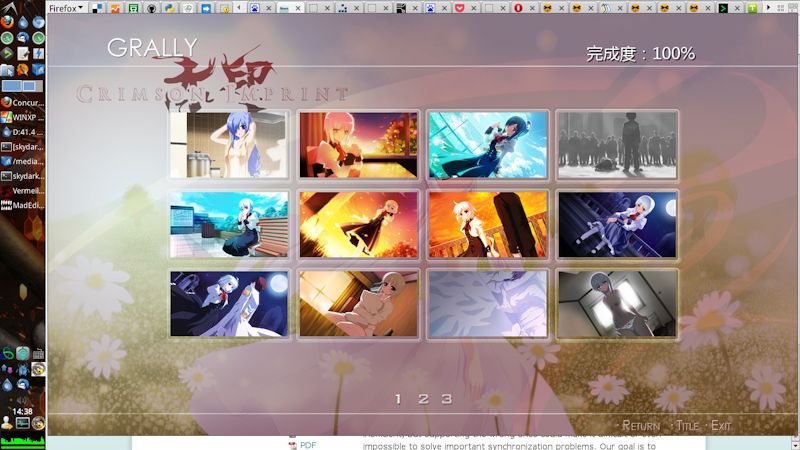 Firefox
GRALLY
完成度：100%
朱印
CRIMSON IMPRINT
Concur...
WINXP
D:41.4 ...
[skydar...
/media,...
skydark...
Vermeil...
MadEdi...
1 2 3
14:38
· RETURN · TITLE · EXIT
PDF
impossible to solve important synchronization problems. Our goal is to